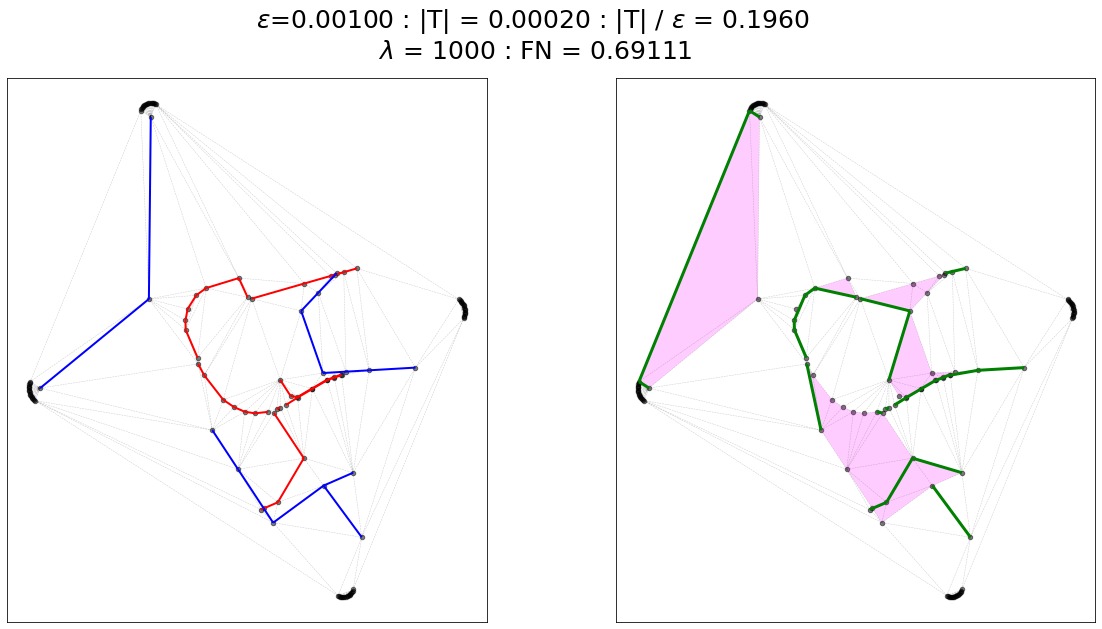 ε=0.00100 : |T| = 0.00020 : |T| / ε = 0.1960
λ = 1000 : FN = 0.69111